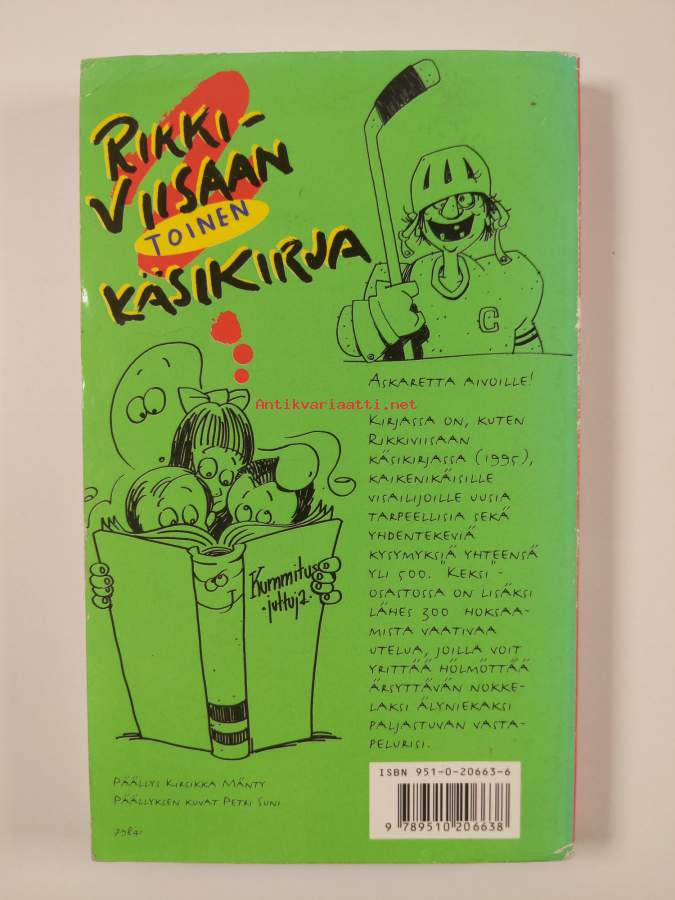 RIKKI-
VIISAAN
TOINEN
KÄSIKIRJA
C
Antikvariaatti.net
ASKARETTA AIVOILLE!
KIRJASSA ON, KUTEN
RIKKIVIISAAN
KÄSIKIRJASSA (1995),
KAIKENIKÄISILLE
VISAILIJOILLE UUSIA
TARPEELLISIA SEKÄ
YHDENTEKEVIÄ
KYSYMYKSIÄ YHTEENSÄ
YLI 500. "KEKSI"-
OSASTOSSA ON LISÄKSI
LÄHES 300 HOKSAA-
MISTA VAATIVAA
UTELUA, JOILLA VOIT
YRITTÄÄ HÖLMÖTTÄÄ
ÄRSYTTÄVÄN NOKKE-
LAKSI ÄLYNIEKAKSI
PALJASTUVAN VASTA-
PELURISI.
Kummitus-
juttuja
PÄÄLLYS KIRSIKKA MÄNTY
PÄÄLLYKSEN KUVAT PETRI SUNI
79.841
ISBN 951-0-20663-6
9 789510 206638